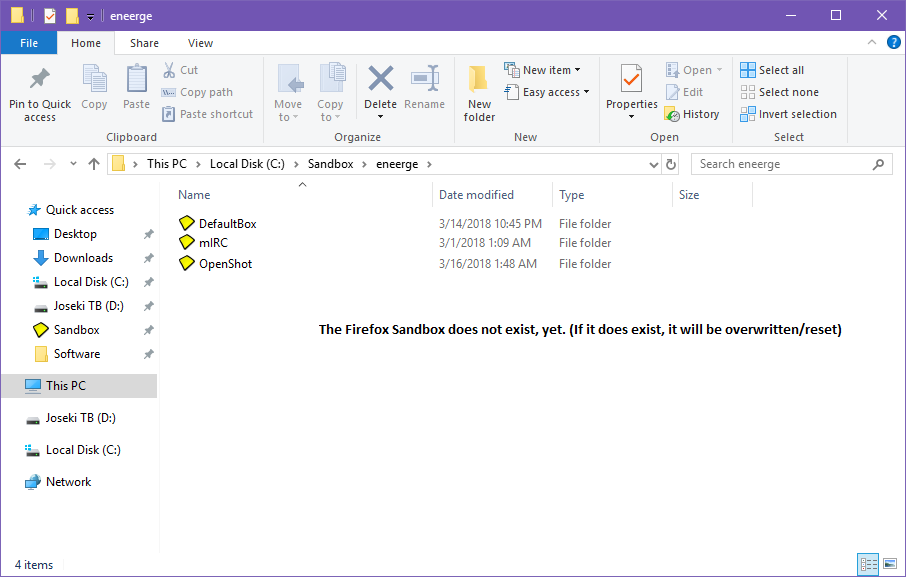 eneerge
File Home Share View
Pin to Quick access
Copy
Paste
Cut
Copy path
Paste shortcut
Clipboard
Move to
Copy to
Delete
Rename
Organize
New folder
New item
Easy access
New
Properties
Open
Edit
History
Open
Select all
Select none
Invert selection
Select
This PC Local Disk (C:) Sandbox eneerge
Search eneerge
Quick access
Desktop
Downloads
Local Disk (C:)
Joseki TB (D:)
Sandbox
Software
This PC
Joseki TB (D:)
Local Disk (C:)
Network
Name Date modified Type Size
DefaultBox 3/14/2018 10:45 PM File folder
mIRC 3/1/2018 1:09 AM File folder
OpenShot 3/16/2018 1:48 AM File folder
The Firefox Sandbox does not exist, yet. (If it does exist, it will be overwritten/reset)
4 items